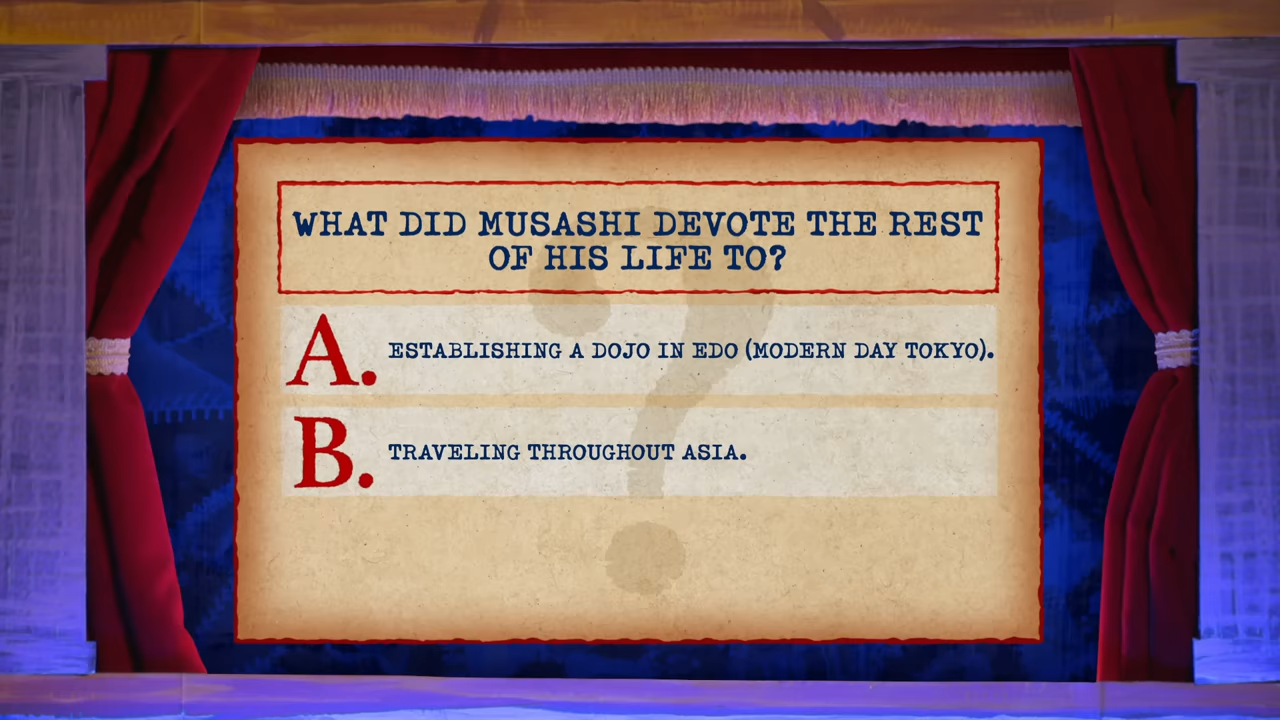 WHAT DID MUSASHI DEVOTE THE REST
OF HIS LIFE TO?
A. ESTABLISHING A DOJO IN EDO (MODERN DAY TOKYO).
B. TRAVELING THROUGHOUT ASIA.